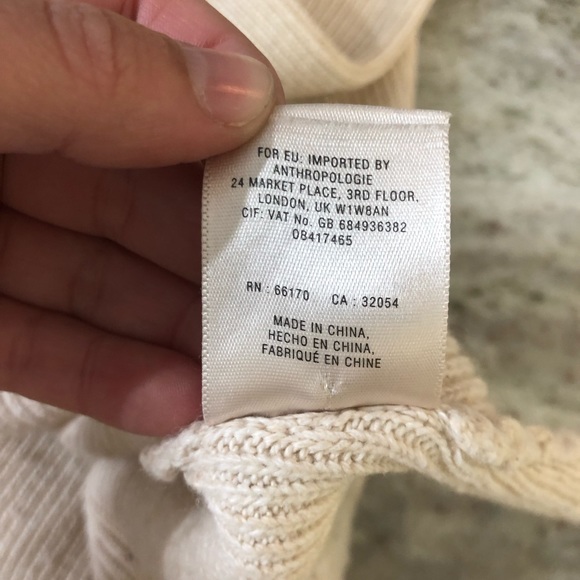 FOR EU: IMPORTED BY
ANTHROPOLOGIE
24 MARKET PLACE, 3RD FLOOR,
LONDON, UK W1W8AN
CIF: VAT No. GB 684936382
08417465
RN : 66170 CA : 32054
MADE IN CHINA,
HECHO EN CHINA,
FABRIQUÉ EN CHINE